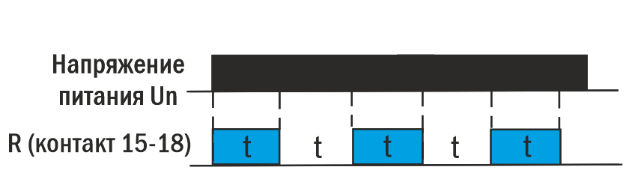 Напряжение
питания Un
R (контакт 15-18)
t t t t t